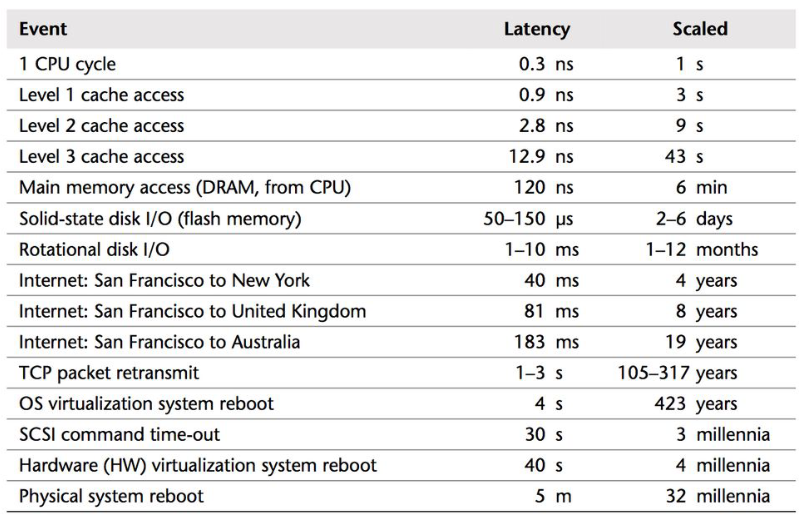 Event Latency Scaled
1 CPU cycle 0.3 ns 1 s
Level 1 cache access 0.9 ns 3 s
Level 2 cache access 2.8 ns 9 s
Level 3 cache access 12.9 ns 43 s
Main memory access (DRAM, from CPU) 120 ns 6 min
Solid-state disk I/O (flash memory) 50–150 μs 2–6 days
Rotational disk I/O 1–10 ms 1–12 months
Internet: San Francisco to New York 40 ms 4 years
Internet: San Francisco to United Kingdom 81 ms 8 years
Internet: San Francisco to Australia 183 ms 19 years
TCP packet retransmit 1–3 s 105–317 years
OS virtualization system reboot 4 s 423 years
SCSI command time-out 30 s 3 millennia
Hardware (HW) virtualization system reboot 40 s 4 millennia
Physical system reboot 5 m 32 millennia